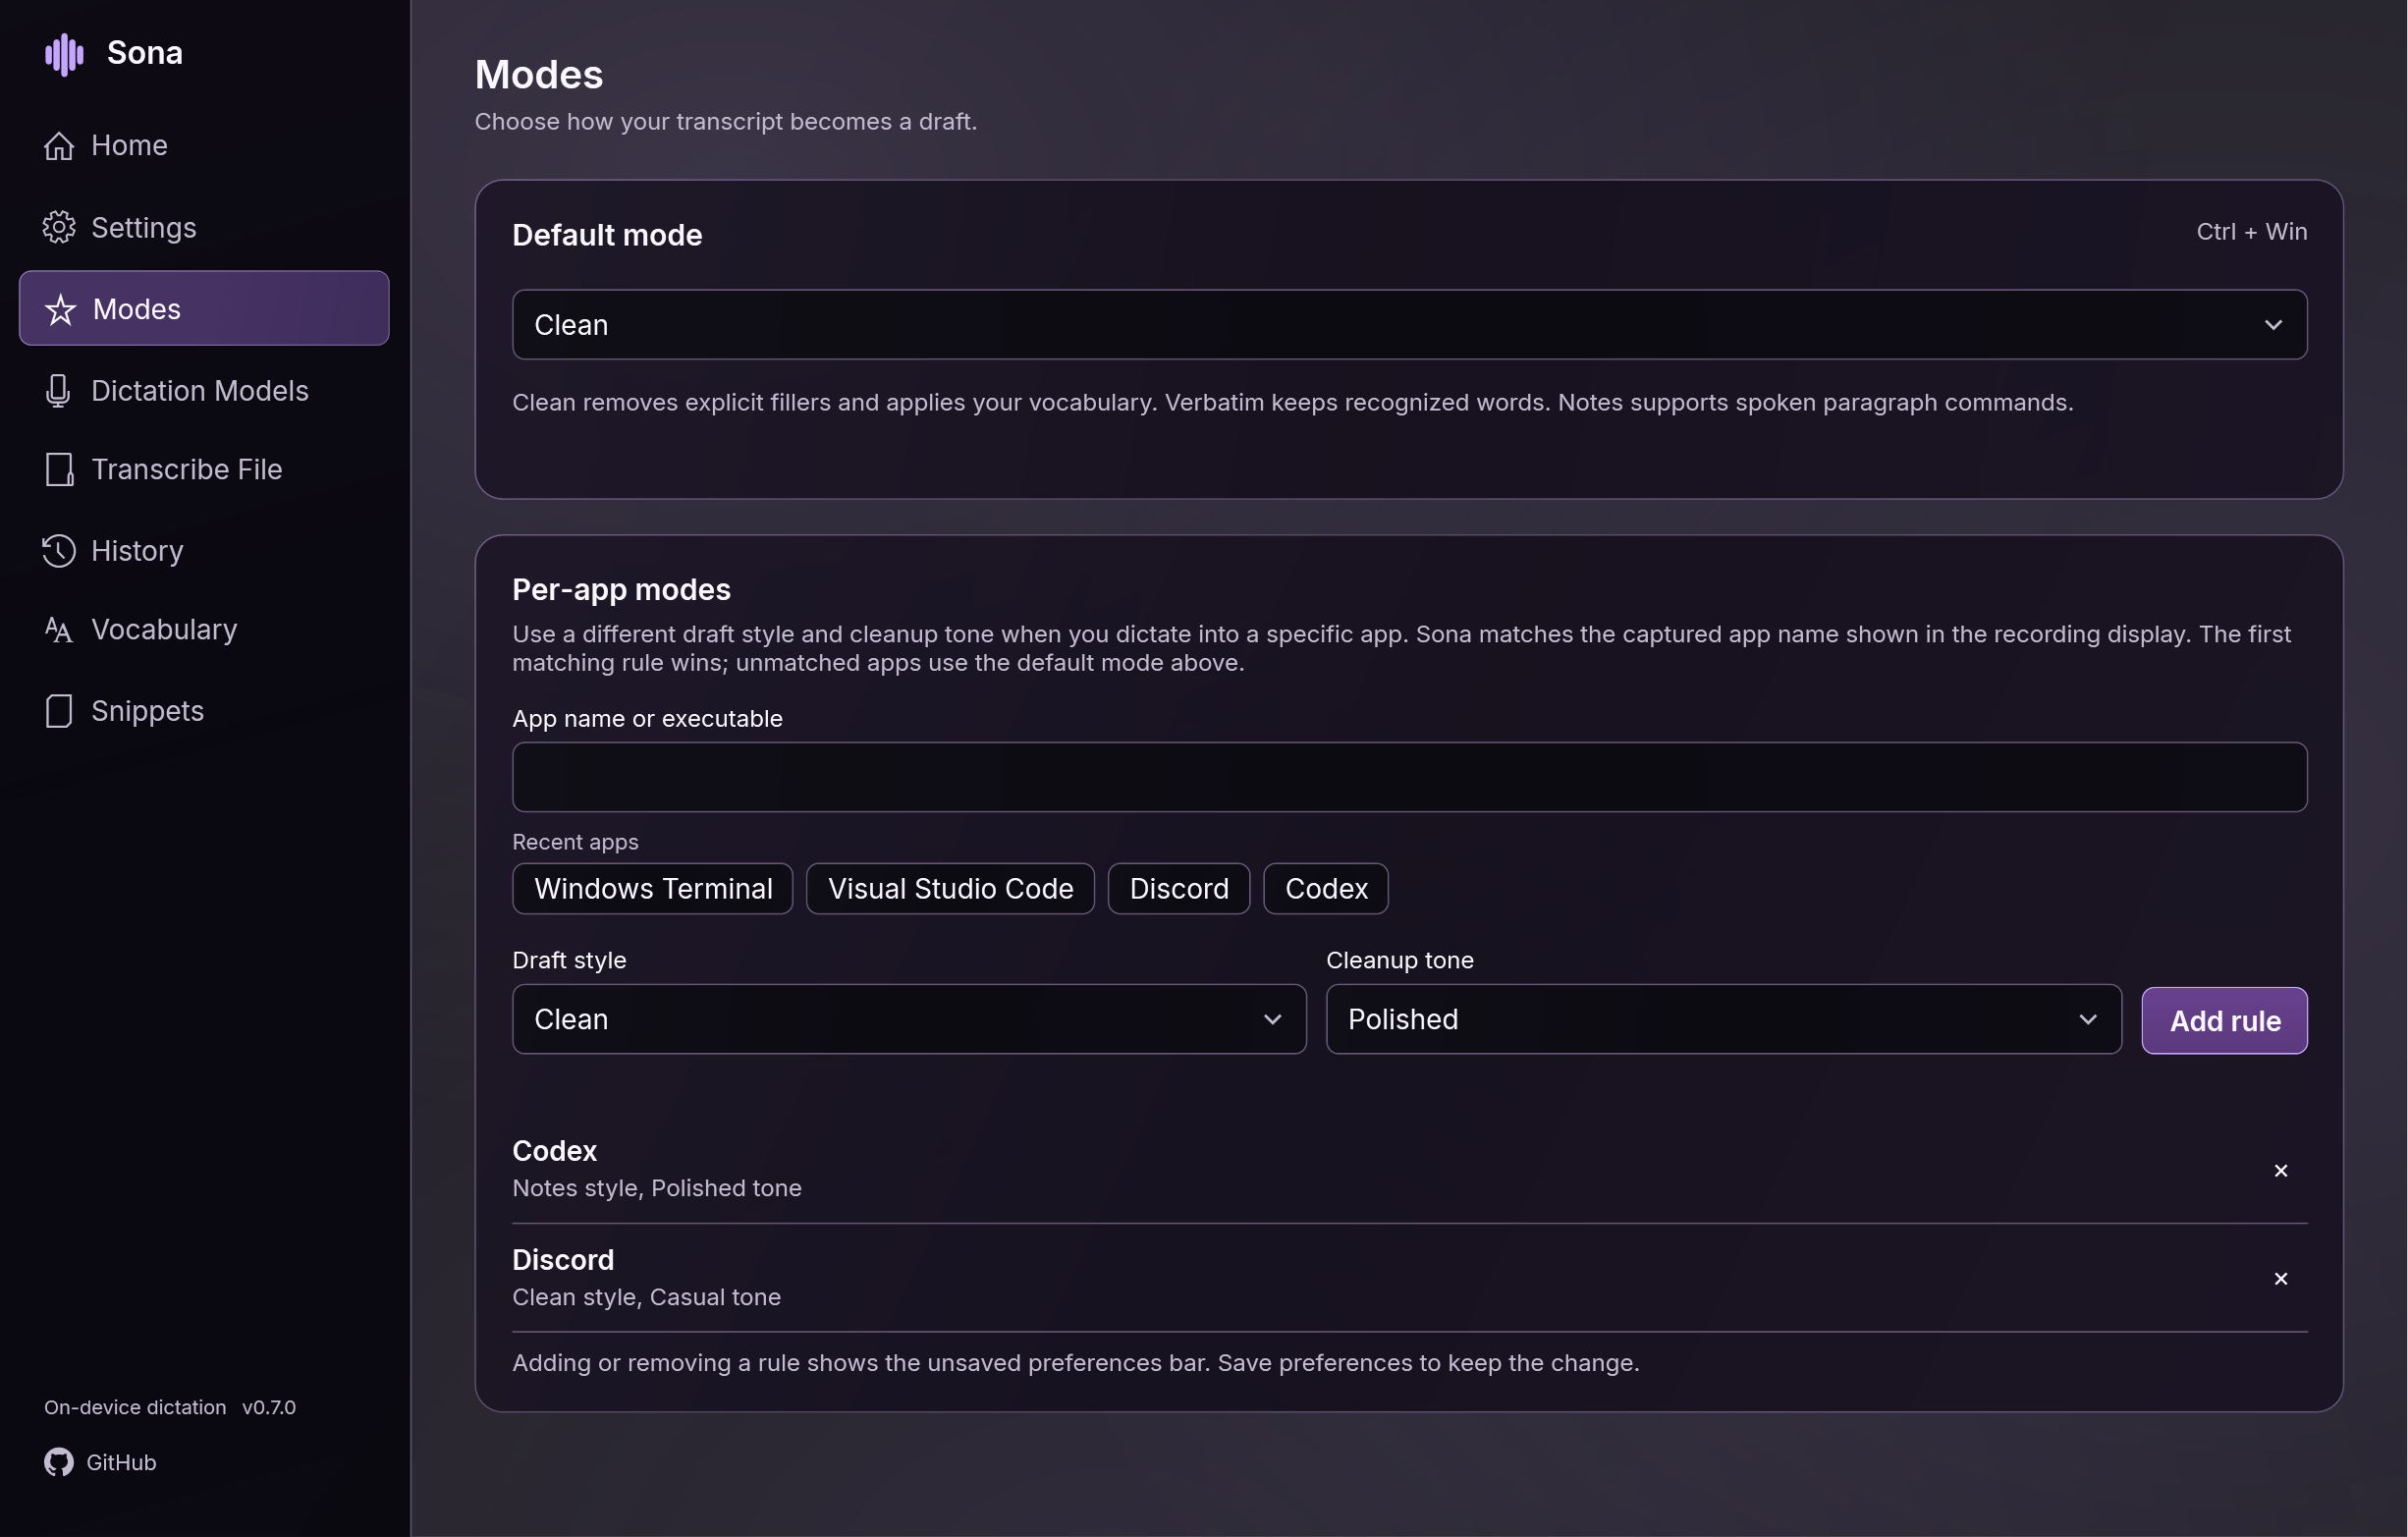 Sona
Home
Settings
Modes
Dictation Models
Transcribe File
History
Vocabulary
Snippets
On-device dictation v0.7.0
GitHub
Modes
Choose how your transcript becomes a draft.
Default mode
Ctrl + Win
Clean
Clean removes explicit fillers and applies your vocabulary. Verbatim keeps recognized words. Notes supports spoken paragraph commands.
Per-app modes
Use a different draft style and cleanup tone when you dictate into a specific app. Sona matches the captured app name shown in the recording display. The first
matching rule wins; unmatched apps use the default mode above.
App name or executable
Recent apps
Windows Terminal
Visual Studio Code
Discord
Codex
Draft style
Cleanup tone
Clean
Polished
Add rule
Codex
Notes style, Polished tone
Discord
Clean style, Casual tone
Adding or removing a rule shows the unsaved preferences bar. Save preferences to keep the change.